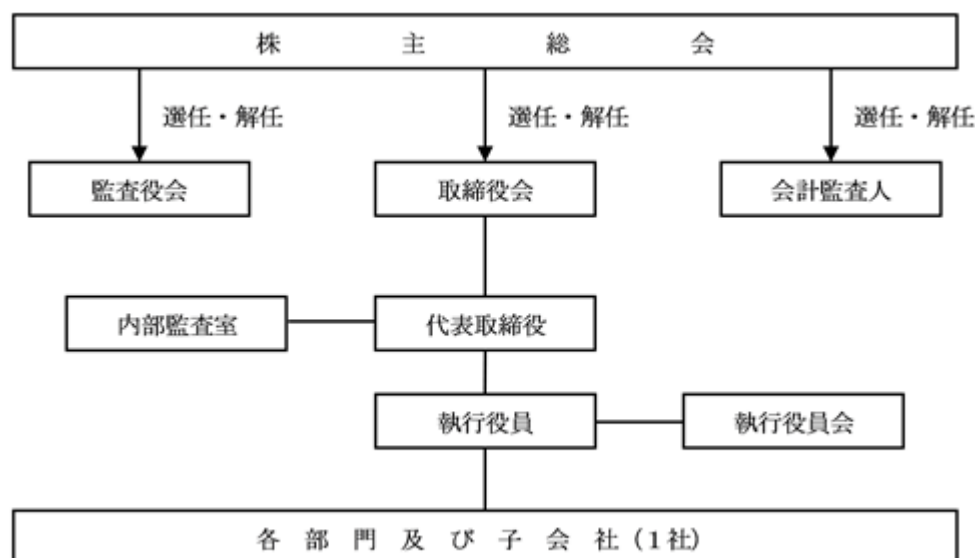 株主総会
選任・解任 選任・解任 選任・解任
監査役会 取締役会 会計監査人
内部監査室 代表取締役
執行役員 執行役員会
各部門及び子会社(1社)